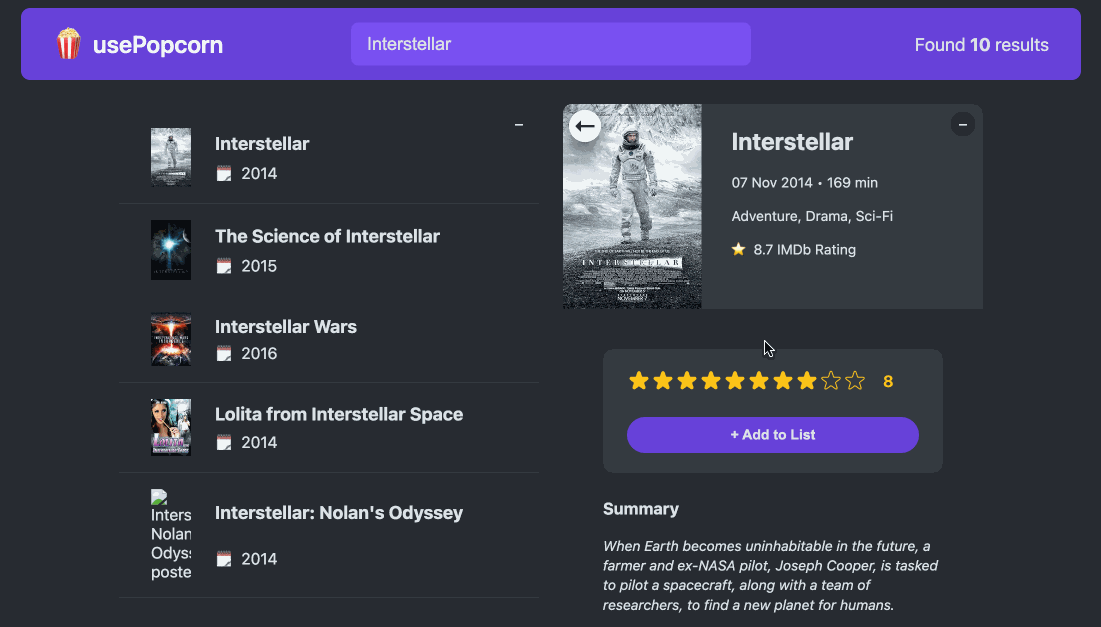 usePopcorn
Interstellar
Found 10 results
Interstellar
2014
The Science of Interstellar
2015
Interstellar Wars
2016
Lolita from Interstellar Space
2014
Inters
Nolan
Odyss
poste
Interstellar: Nolan's Odyssey
2014
INTERSTELLAR
Interstellar
07 Nov 2014 • 169 min
Adventure, Drama, Sci-Fi
8.7 IMDb Rating
8
+ Add to List
Summary
When Earth becomes uninhabitable in the future, a
farmer and ex-NASA pilot, Joseph Cooper, is tasked
to pilot a spacecraft, along with a team of
researchers, to find a new planet for humans.